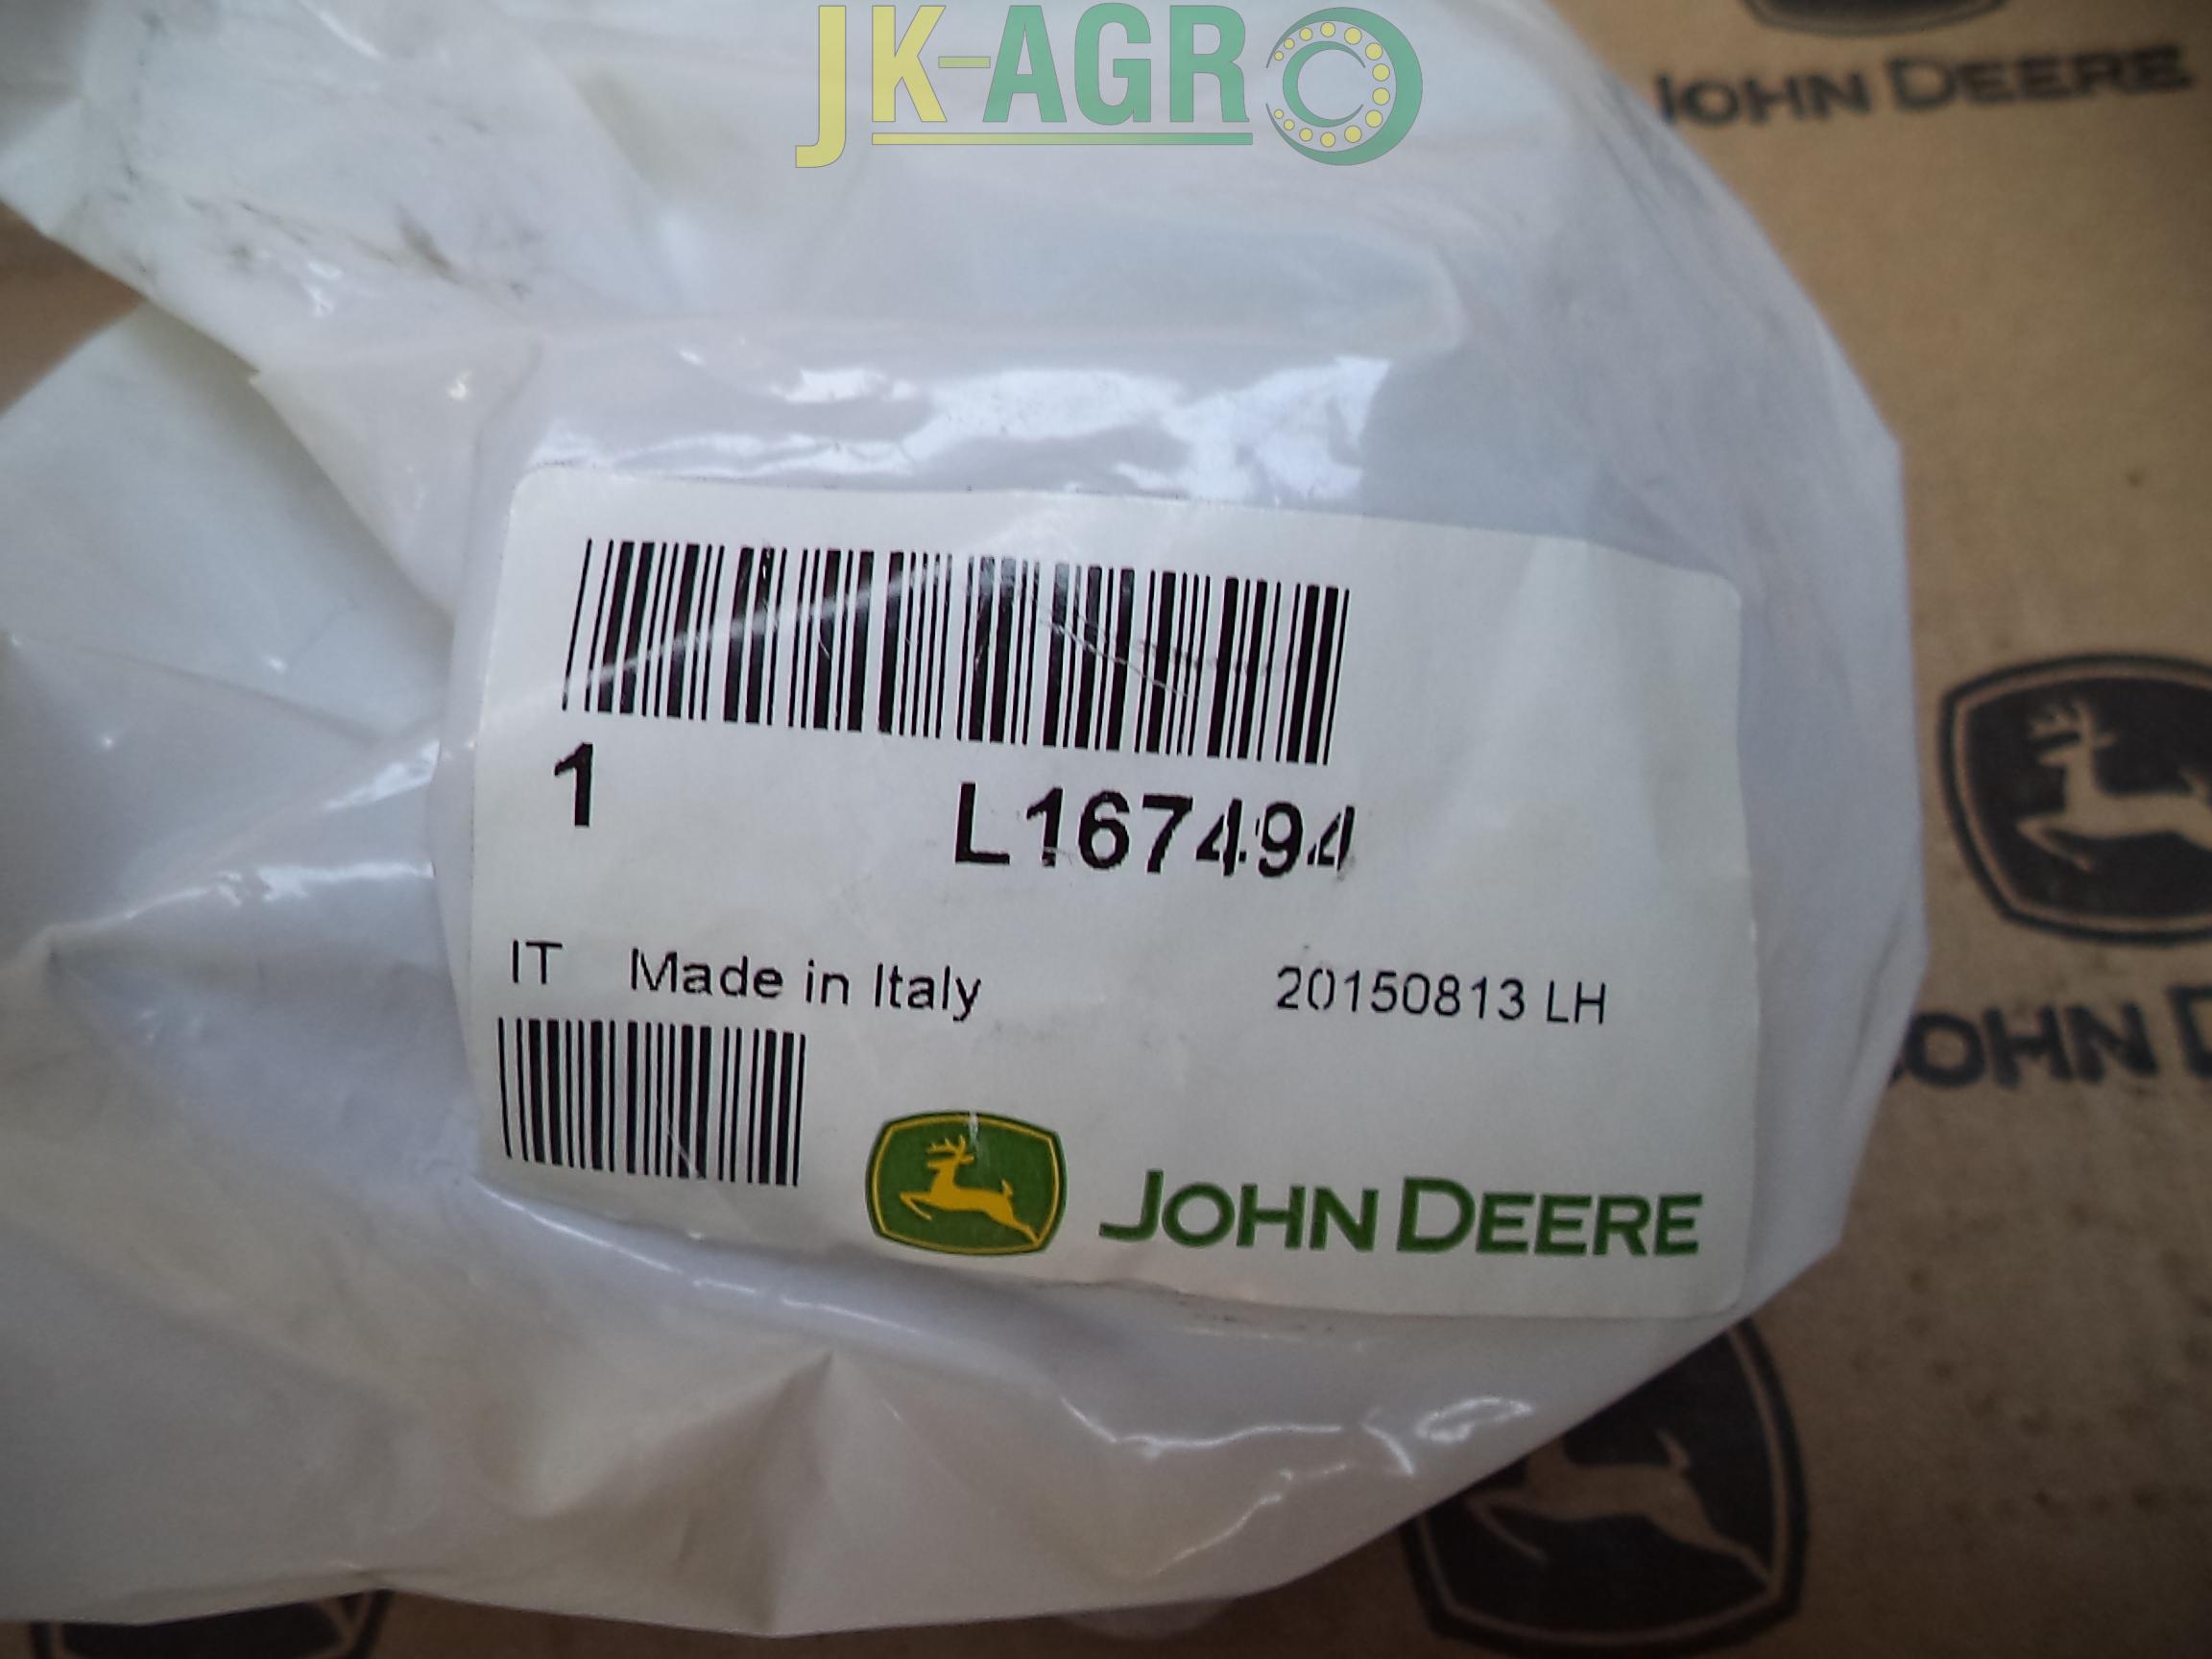 JK-AGRO
JOHN DEERE
1 L167494
IT Made in Italy 20150813 LH
JOHN DEERE
JOHN D